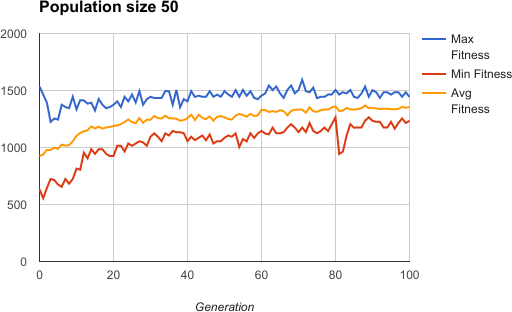 Population size 50
2000
1500
1000
500
0
0 20 40 60 80 100
Generation
Max
Fitness
Min Fitness
Avg
Fitness